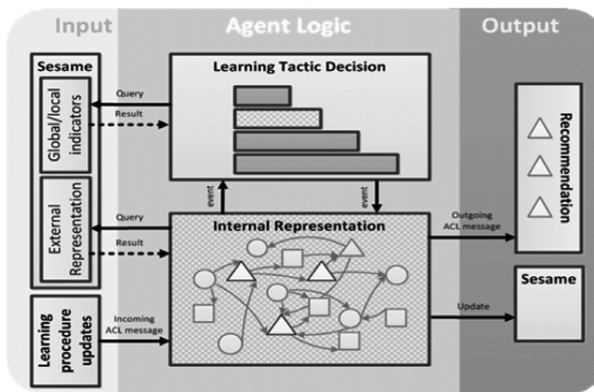 Input
Agent Logic
Output
Sesame
Global/local
indicators
External
Representation
Learning
procedure
updates
Query
Result
Query
Result
Incoming
ACL message
Learning Tactic Decision
event
event
Internal Representation
Outgoing
ACL message
Update
Recommendation
Sesame